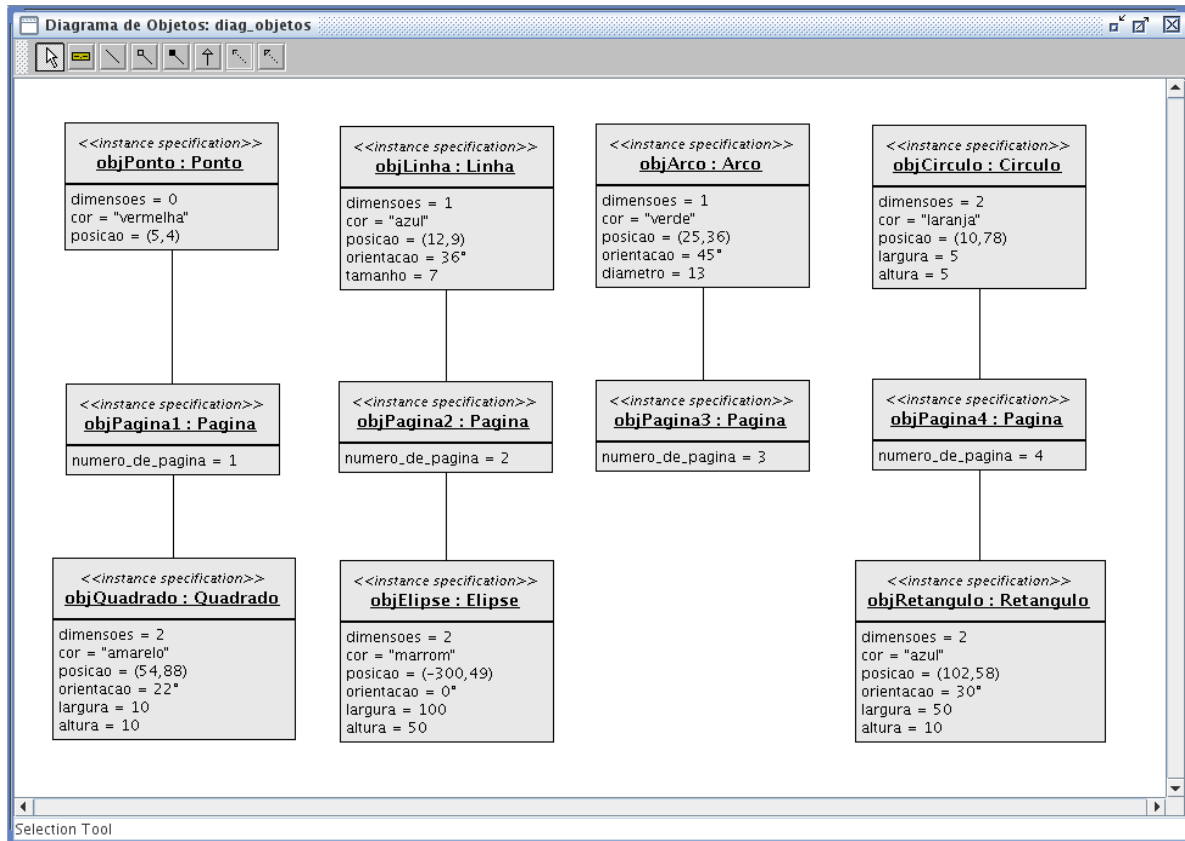 Diagrama de Objetos: diag_objetos
<<instance specification>>
objPonto : Ponto
dimensoes = 0
cor = "vermelha"
posicao = (5,4)
<<instance specification>>
objLinha : Linha
dimensoes = 1
cor = "azul"
posicao = (12,9)
orientacao = 36°
tamanho = 7
<<instance specification>>
objArco : Arco
dimensoes = 1
cor = "verde"
posicao = (25,36)
orientacao = 45°
diametro = 13
<<instance specification>>
objCirculo : Circulo
dimensoes = 2
cor = "laranja"
posicao = (10,78)
largura = 5
altura = 5
<<instance specification>>
objPagina1 : Pagina
numero_de_pagina = 1
<<instance specification>>
objPagina2 : Pagina
numero_de_pagina = 2
<<instance specification>>
objPagina3 : Pagina
numero_de_pagina = 3
<<instance specification>>
objPagina4 : Pagina
numero_de_pagina = 4
<<instance specification>>
objQuadrado : Quadrado
dimensoes = 2
cor = "amarelo"
posicao = (54,88)
orientacao = 22°
largura = 10
altura = 10
<<instance specification>>
objElipse : Elipse
dimensoes = 2
cor = "marrom"
posicao = (-300,49)
orientacao = 0°
largura = 100
altura = 50
<<instance specification>>
objRetangulo : Retangulo
dimensoes = 2
cor = "azul"
posicao = (102,58)
orientacao = 30°
largura = 50
altura = 10
Selection Tool